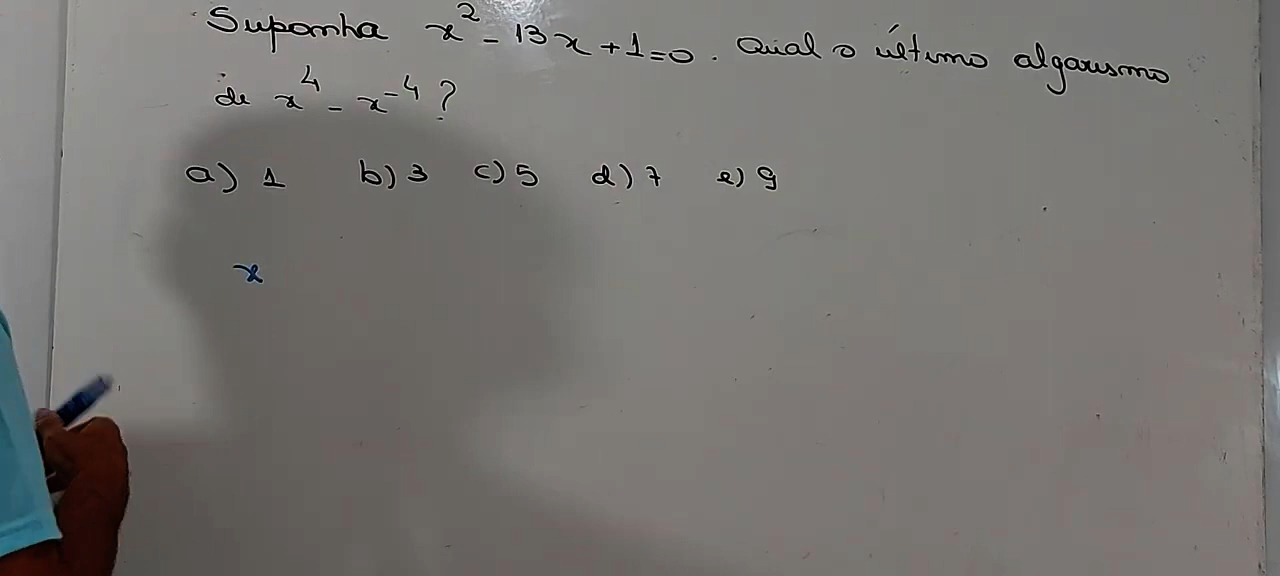 Suponha x² - 13x + 1 = 0. Qual o último algarismo
de x⁴ - x⁻⁴ ?
a) 1 b) 3 c) 5 d) 7 e) 9
x